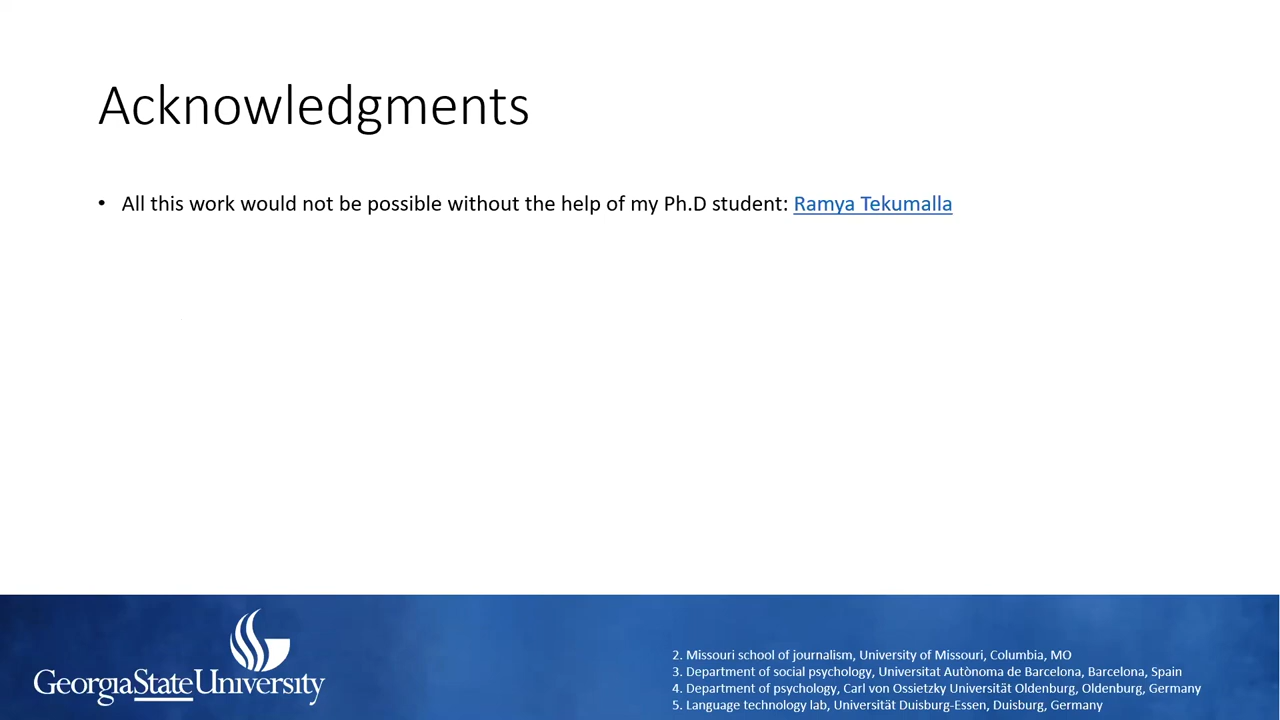 Acknowledgments
• All this work would not be possible without the help of my Ph.D student: Ramya Tekumalla
GeorgiaStateUniversity
2. Missouri school of journalism, University of Missouri, Columbia, MO
3. Department of social psychology, Universitat Autònoma de Barcelona, Barcelona, Spain
4. Department of psychology, Carl von Ossietzky Universität Oldenburg, Oldenburg, Germany
5. Language technology lab, Universität Duisburg-Essen, Duisburg, Germany